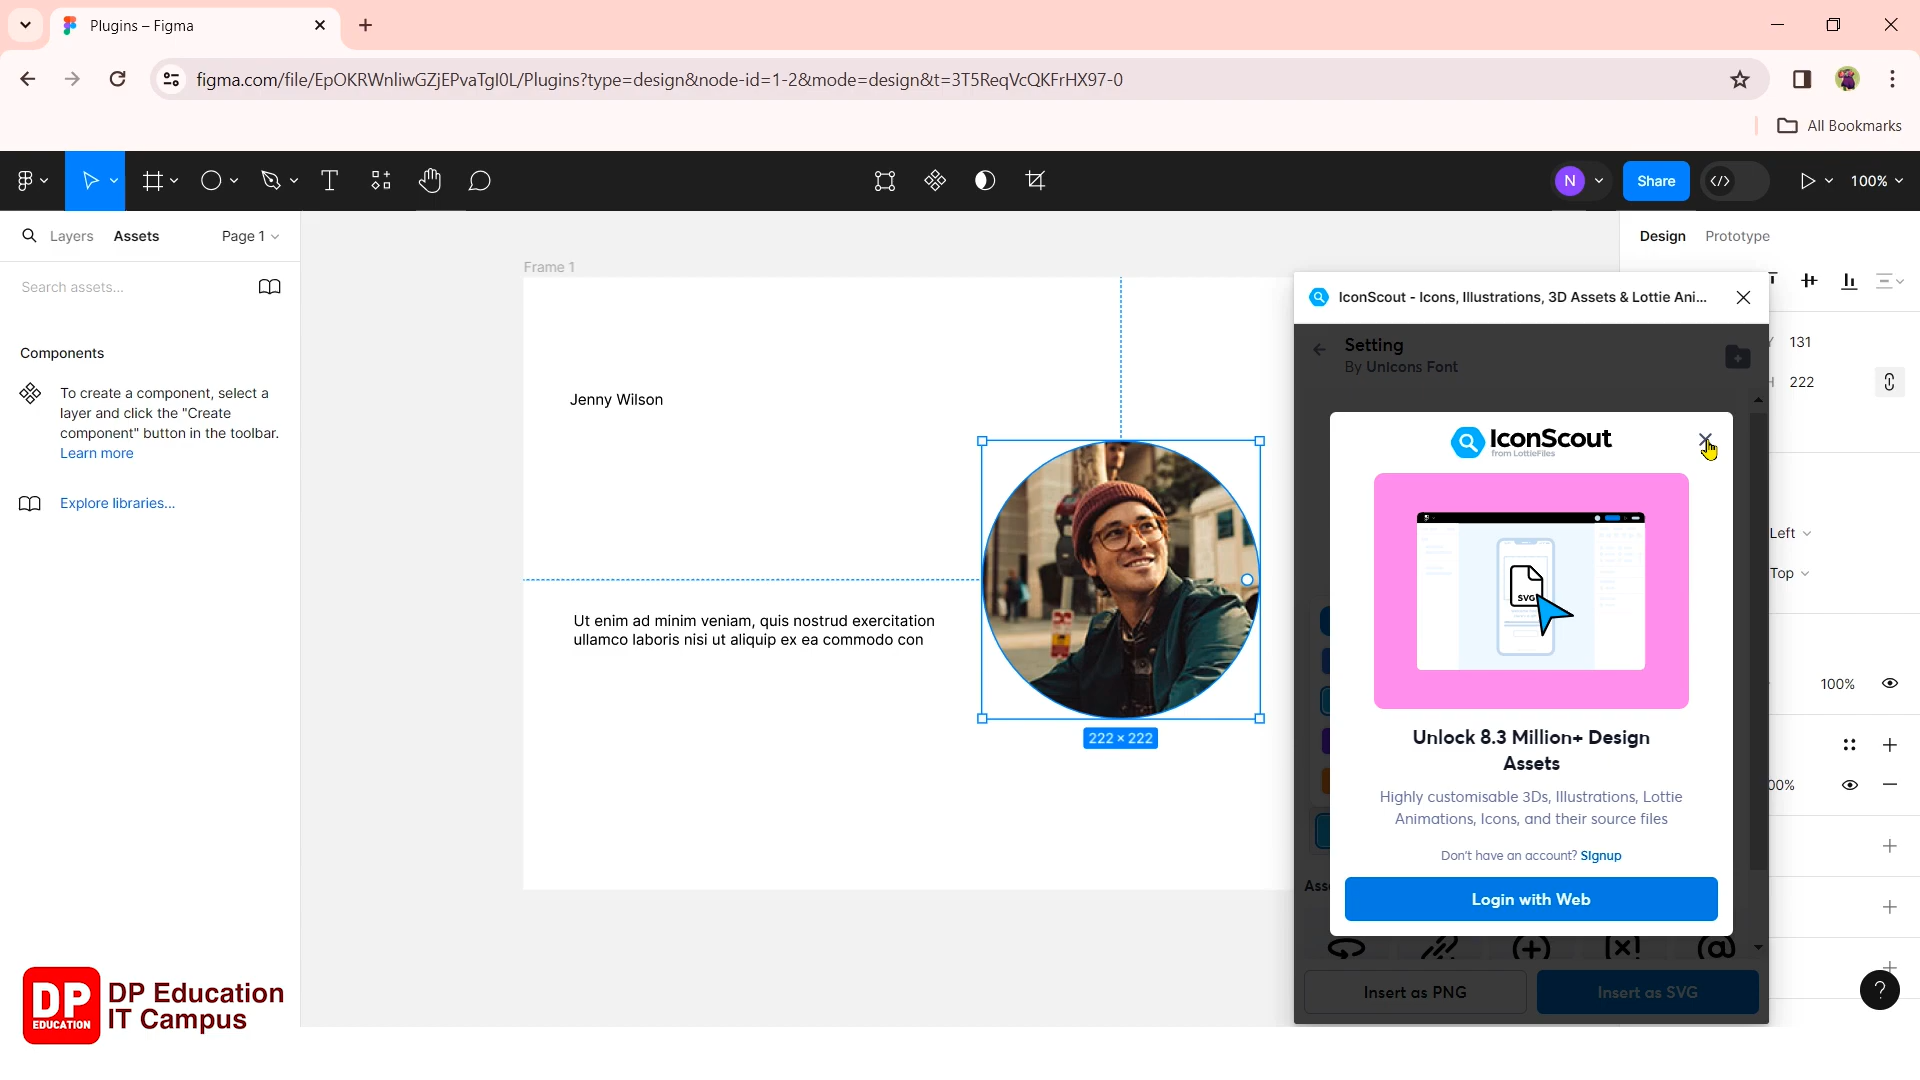 Plugins – Figma
figma.com/file/EpOKRWnliwGZjEPvaTgI0L/Plugins?type=design&node-id=1-2&mode=design&t=3T5ReqVcQKFrHX97-0
All Bookmarks
N
Share
100%
Layers
Assets
Page 1
Design
Prototype
Search assets...
Frame 1
IconScout - Icons, Illustrations, 3D Assets & Lottie Ani...
Setting
By Unicons Font
Y 131
H 222
Components
To create a component, select a
layer and click the "Create
component" button in the toolbar.
Learn more
Explore libraries...
Jenny Wilson
Ut enim ad minim veniam, quis nostrud exercitation
ullamco laboris nisi ut aliquip ex ea commodo con
222 × 222
IconScout
from LottieFiles
SVG
Unlock 8.3 Million+ Design
Assets
Highly customisable 3Ds, Illustrations, Lottie
Animations, Icons, and their source files
Don't have an account? Signup
Login with Web
Insert as PNG
Insert as SVG
Left
Top
100%
00%
?
DP
EDUCATION
DP Education
IT Campus